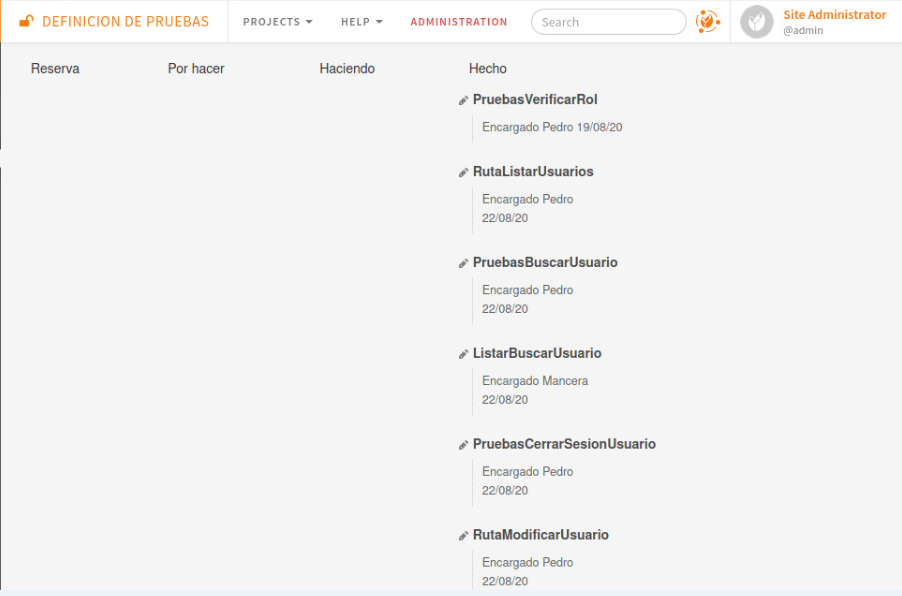 DEFINICION DE PRUEBAS PROJECTS HELP ADMINISTRATION Search Site Administrator
@admin
Reserva Por hacer Haciendo Hecho
PruebasVerificarRol
Encargado Pedro 19/08/20
RutaListarUsuarios
Encargado Pedro
22/08/20
PruebasBuscarUsuario
Encargado Pedro
22/08/20
ListarBuscarUsuario
Encargado Mancera
22/08/20
PruebasCerrarSesionUsuario
Encargado Pedro
22/08/20
RutaModificarUsuario
Encargado Pedro
22/08/20